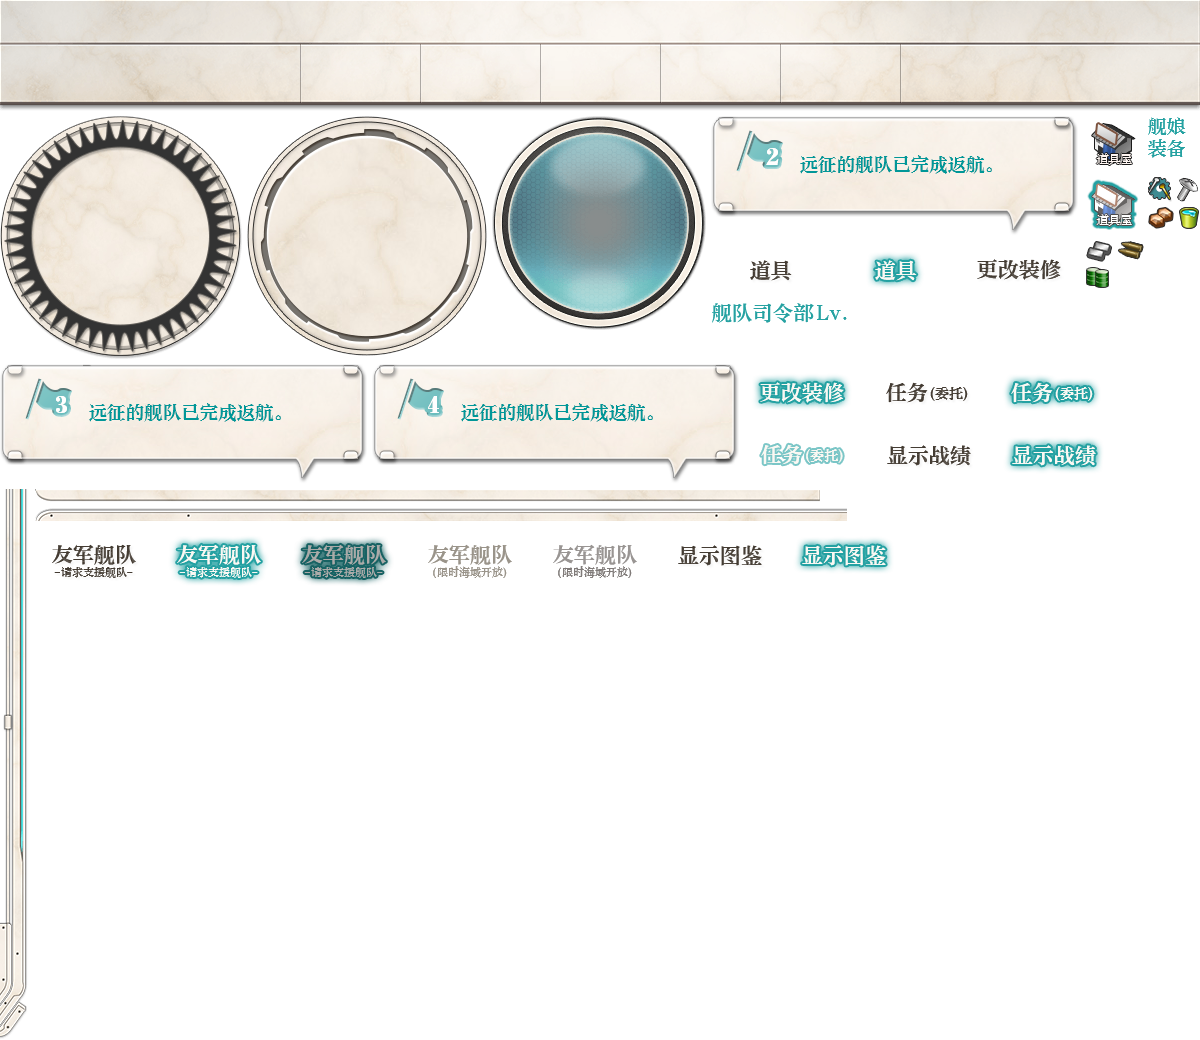 2
远征的舰队已完成返航。
道具屋
舰娘
装备
道具屋
道具
道具
更改装修
舰队司令部Lv.
3
远征的舰队已完成返航。
4
远征的舰队已完成返航。
更改装修
任务(委托)
任务(委托)
任务(委托)
显示战绩
显示战绩
友军舰队
-请求支援舰队-
友军舰队
-请求支援舰队-
友军舰队
-请求支援舰队-
友军舰队
(限时海域开放)
友军舰队
(限时海域开放)
显示图鉴
显示图鉴